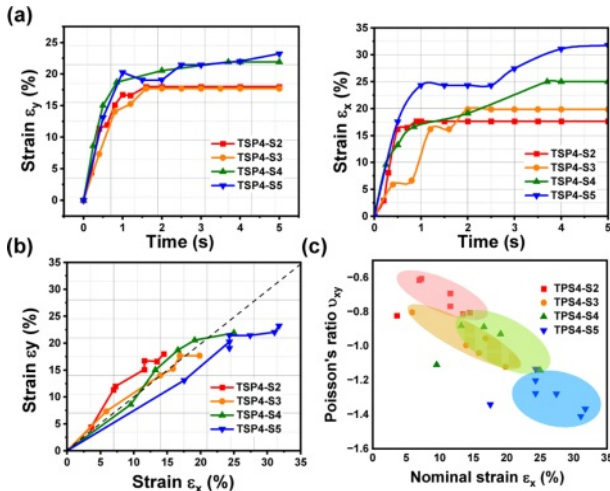 (a)
Strain εy (%)
25
20
15
10
5
0
TSP4-S2
TSP4-S3
TSP4-S4
TSP4-S5
0 1 2 3 4 5
Time (s)
Strain εx (%)
35
30
25
20
15
10
5
0
TSP4-S2
TSP4-S3
TSP4-S4
TSP4-S5
0 1 2 3 4 5
Time (s)
(b)
Strain εy (%)
35
30
25
20
15
10
5
0
TSP4-S2
TSP4-S3
TSP4-S4
TSP4-S5
0 5 10 15 20 25 30 35
Strain εx (%)
(c)
Poisson's ratio υxy
−0.6
−0.8
−1.0
−1.2
−1.4
−1.6
TPS4-S2
TPS4-S3
TPS4-S4
TPS4-S5
0 5 10 15 20 25 30 35
Nominal strain εx (%)